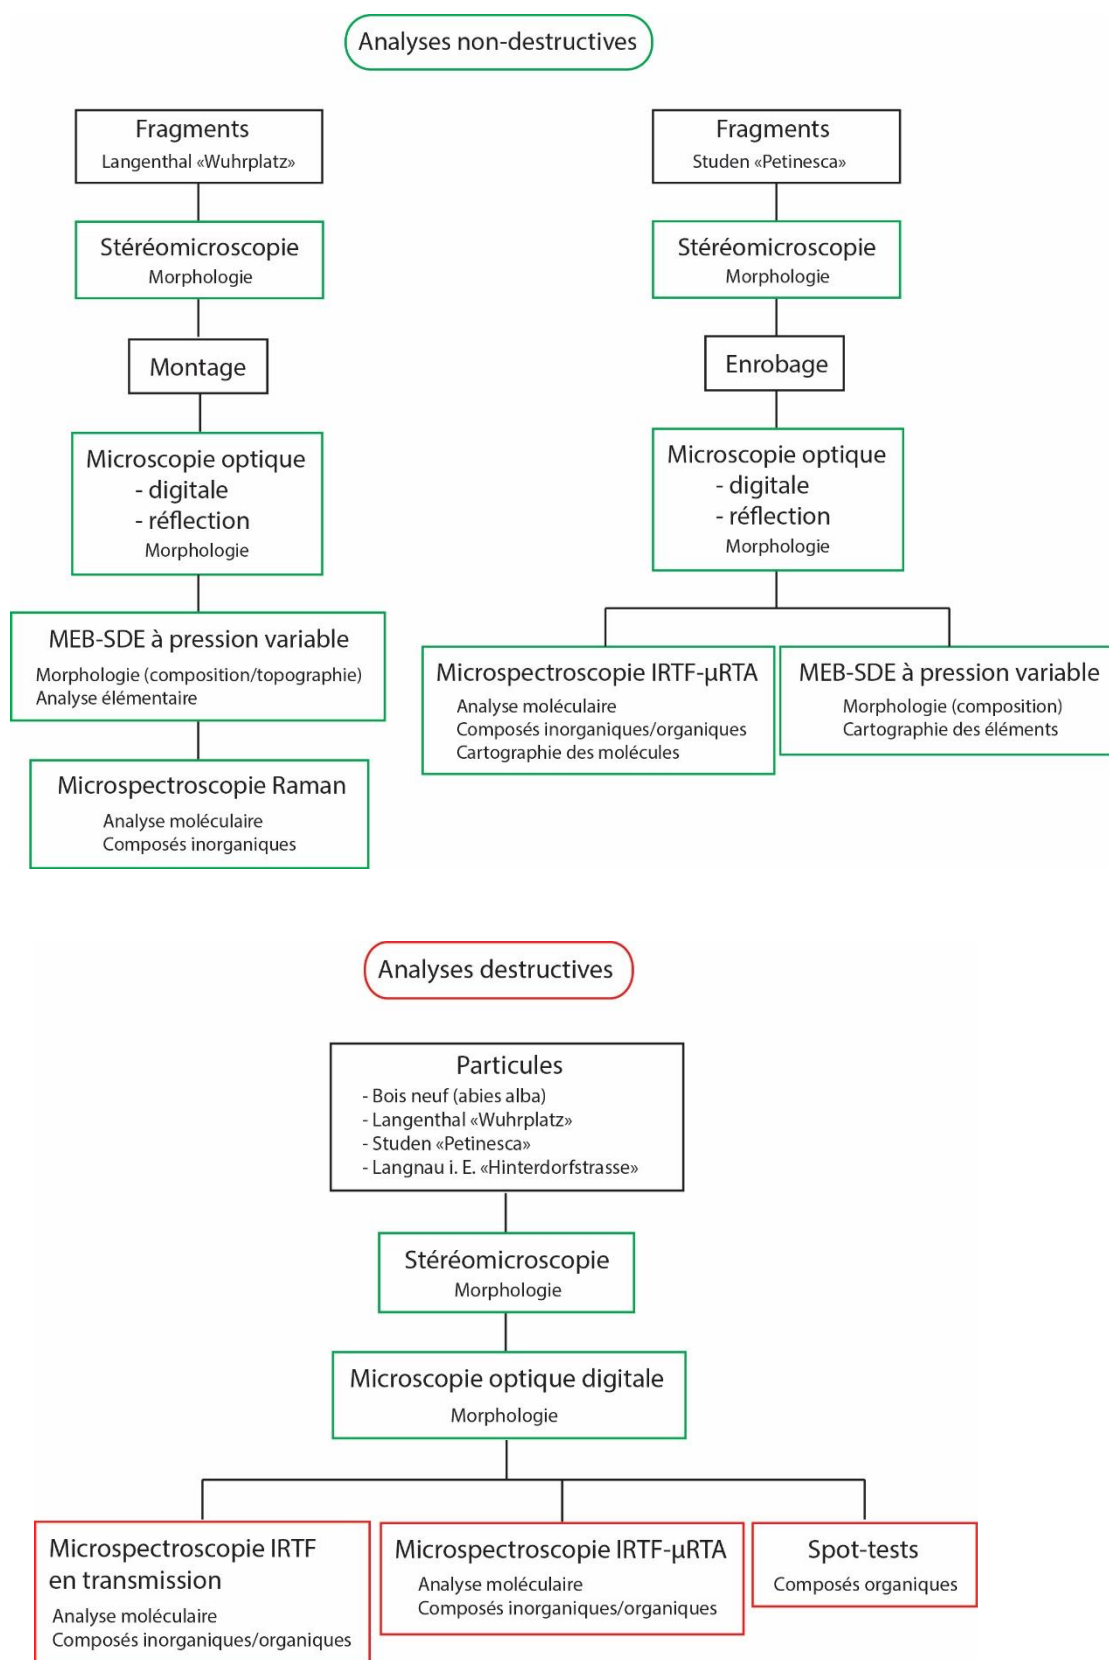 Analyses non-destructives
Fragments
Langenthal «Wuhrplatz»
Stéréomicroscopie
Morphologie
Montage
Microscopie optique
- digitale
- réflection
Morphologie
MEB-SDE à pression variable
Morphologie (composition/topographie)
Analyse élémentaire
Microspectroscopie Raman
Analyse moléculaire
Composés inorganiques
Fragments
Studen «Petinesca»
Stéréomicroscopie
Morphologie
Enrobage
Microscopie optique
- digitale
- réflection
Morphologie
Microspectroscopie IRTF-µRTA
Analyse moléculaire
Composés inorganiques/organiques
Cartographie des molécules
MEB-SDE à pression variable
Morphologie (composition)
Cartographie des éléments
Analyses destructives
Particules
- Bois neuf (abies alba)
- Langenthal «Wuhrplatz»
- Studen «Petinesca»
- Langnau i. E. «Hinterdorfstrasse»
Stéréomicroscopie
Morphologie
Microscopie optique digitale
Morphologie
Microspectroscopie IRTF
en transmission
Analyse moléculaire
Composés inorganiques/organiques
Microspectroscopie IRTF-µRTA
Analyse moléculaire
Composés inorganiques/organiques
Spot-tests
Composés organiques